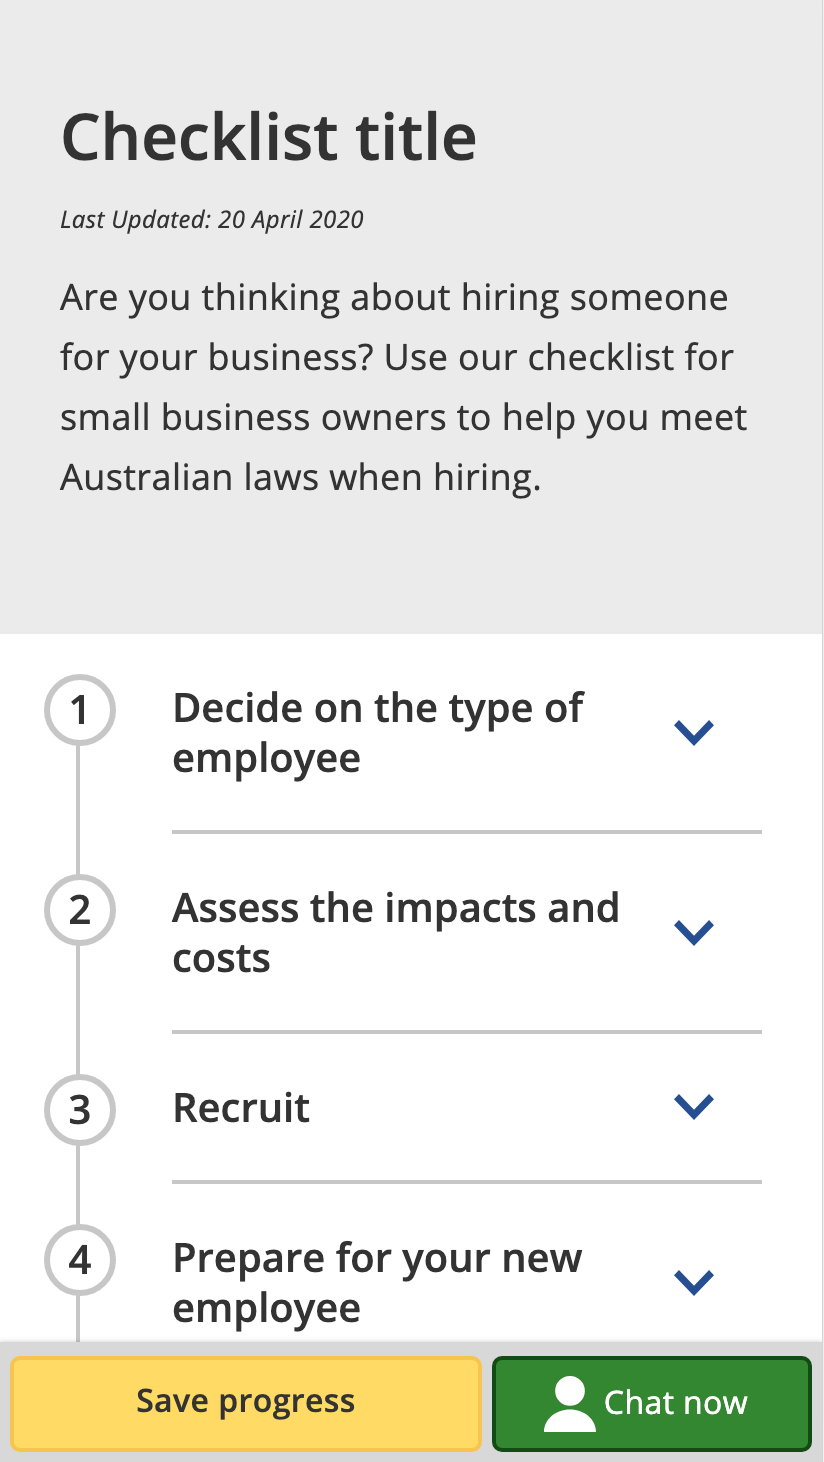 Checklist title
Last Updated: 20 April 2020
Are you thinking about hiring someone
for your business? Use our checklist for
small business owners to help you meet
Australian laws when hiring.
1
Decide on the type of
employee
2
Assess the impacts and
costs
3
Recruit
4
Prepare for your new
employee
Save progress
Chat now